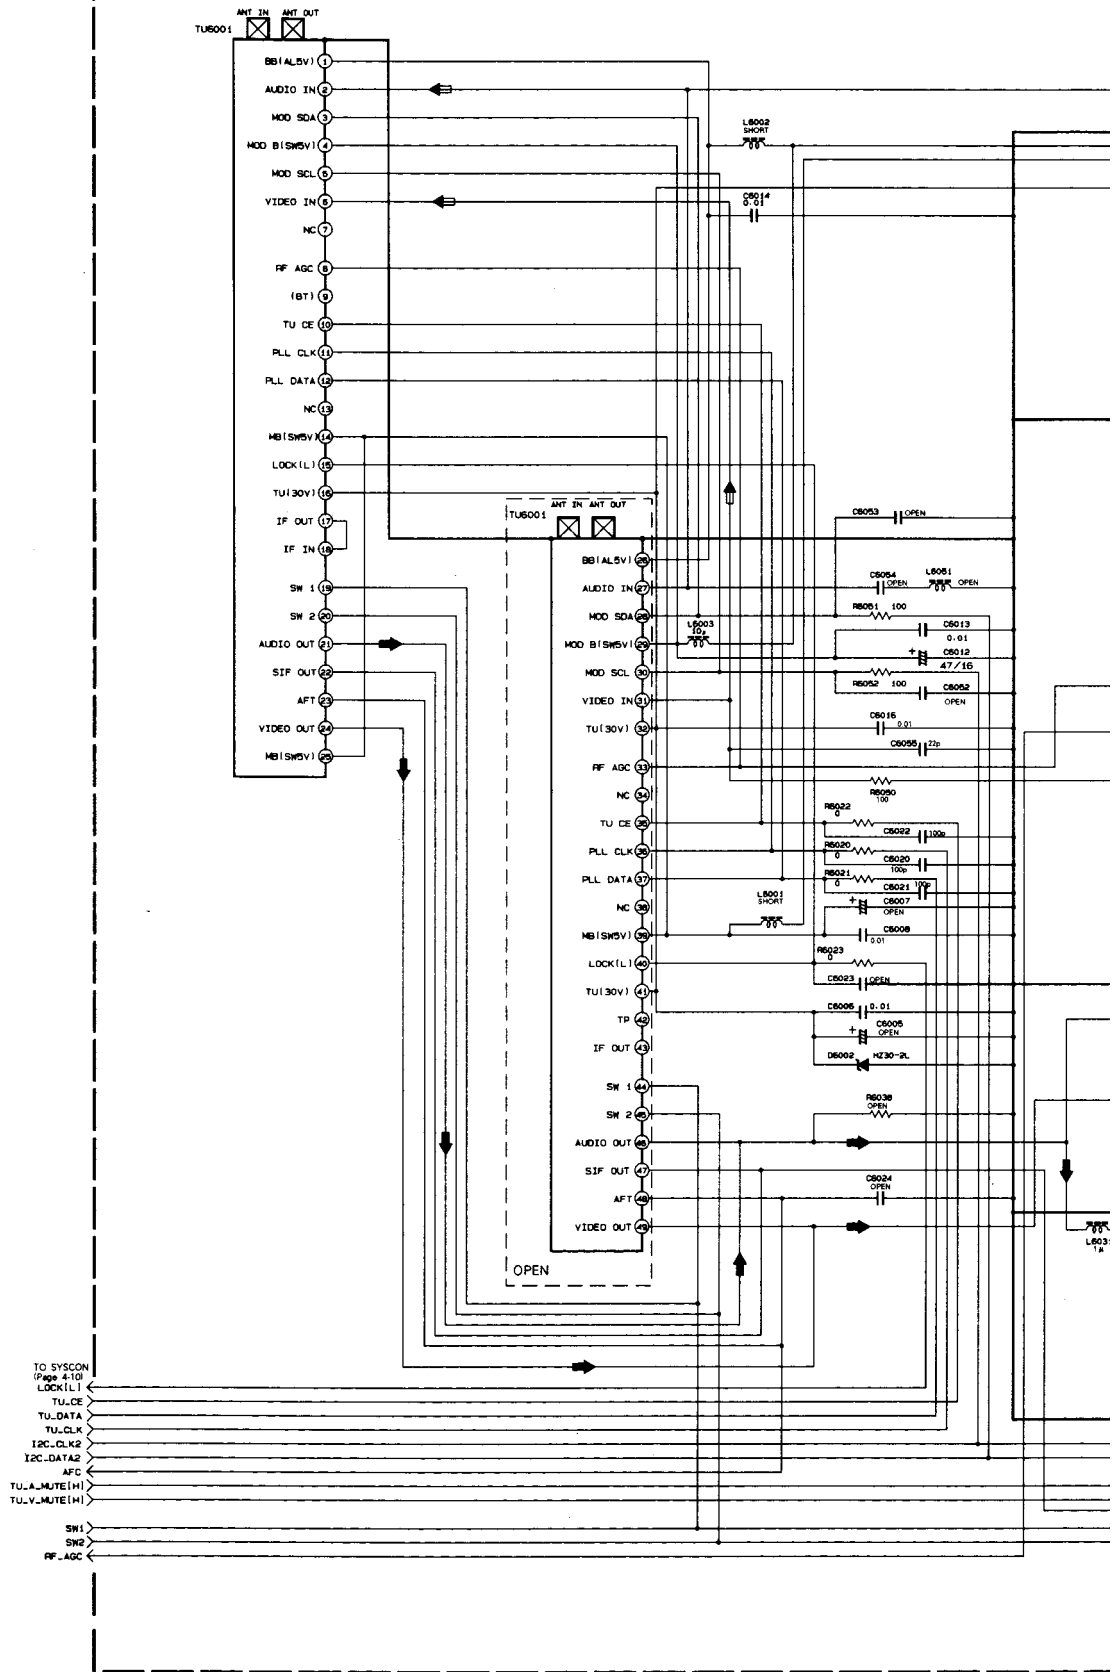 ANT IN ANT OUT
TU6001
BB(AL5V) 1
AUDIO IN 2
MOD SDA 3
MOD B(SW5V) 4
MOD SCL 5
VIDEO IN 6
NC 7
RF AGC 8
(BT) 9
TU CE 10
PLL CLK 11
PLL DATA 12
NC 13
MB(SW5V) 14
LOCK(L) 15
TU(30V) 16
IF OUT 17
IF IN 18
SW 1 19
SW 2 20
AUDIO OUT 21
SIF OUT 22
AFT 23
VIDEO OUT 24
MB(SW5V) 25
L6002
SHORT
C6014
0.01
ANT IN ANT OUT
TU6001
BB(AL5V) 26
AUDIO IN 27
MOD SDA 28
MOD B(SW5V) 29
MOD SCL 30
VIDEO IN 31
TU(30V) 32
RF AGC 33
NC 34
TU CE 35
PLL CLK 36
PLL DATA 37
NC 38
MB(SW5V) 39
LOCK(L) 40
TU(30V) 41
TP 42
IF OUT 43
SW 1 44
SW 2 45
AUDIO OUT 46
SIF OUT 47
AFT 48
VIDEO OUT 49
OPEN
L6003
10μ
C6053 OPEN
C6054 OPEN
L6051 OPEN
R6051 100
C6013
0.01
+ C6012
47/16
R6052 100
C6052
OPEN
C6016 0.01
C6055 22p
R6050
100
R6022
0
C6022 100p
R6020
0
C6020
100p
R6021
0
C6021 100p
L6001
SHORT
+ C6007
OPEN
C6008
0.01
R6023
0
C6023 OPEN
C6006 0.01
+ C6005
OPEN
D6002 HZ30-2L
R6038
OPEN
C6024
OPEN
L603
1μ
TO SYSCON
(Page 4-10)
LOCK(L)
TU_CE
TU_DATA
TU_CLK
I2C_CLK2
I2C_DATA2
AFC
TU_A_MUTE(H)
TU_V_MUTE(H)
SW1
SW2
RF_AGC